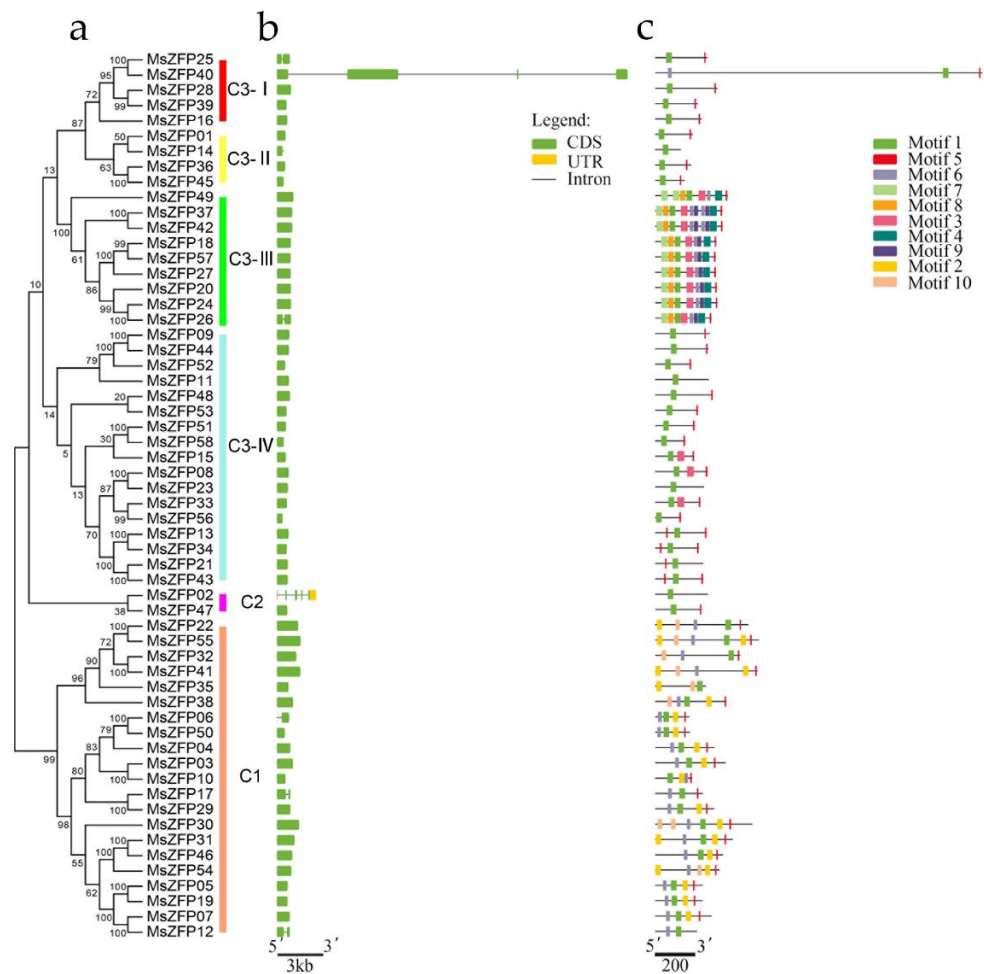 a b c
MsZFP25
MsZFP40
MsZFP28
MsZFP39
MsZFP16
MsZFP01
MsZFP14
MsZFP36
MsZFP45
MsZFP49
MsZFP37
MsZFP42
MsZFP18
MsZFP57
MsZFP27
MsZFP20
MsZFP24
MsZFP26
MsZFP09
MsZFP44
MsZFP52
MsZFP11
MsZFP48
MsZFP53
MsZFP51
MsZFP58
MsZFP15
MsZFP08
MsZFP23
MsZFP33
MsZFP56
MsZFP13
MsZFP34
MsZFP21
MsZFP43
MsZFP02
MsZFP47
MsZFP22
MsZFP55
MsZFP32
MsZFP41
MsZFP35
MsZFP38
MsZFP06
MsZFP50
MsZFP04
MsZFP03
MsZFP10
MsZFP17
MsZFP29
MsZFP30
MsZFP31
MsZFP46
MsZFP54
MsZFP05
MsZFP19
MsZFP07
MsZFP12
100
95
72
99
87
50
63
100
13
100
100
61
99
100
86
99
100
10
100
100
79
14
20
5
100
30
13
100
87
99
70
100
100
100
38
100
72
90
100
96
99
100
79
83
100
80
100
98
100
100
55
100
62
100
C3-Ⅰ
C3-Ⅱ
C3-Ⅲ
C3-Ⅳ
C2
C1
Legend:
CDS
UTR
Intron
5′ 3′
3kb
Motif 1
Motif 5
Motif 6
Motif 7
Motif 8
Motif 3
Motif 4
Motif 9
Motif 2
Motif 10
5′ 3′
200